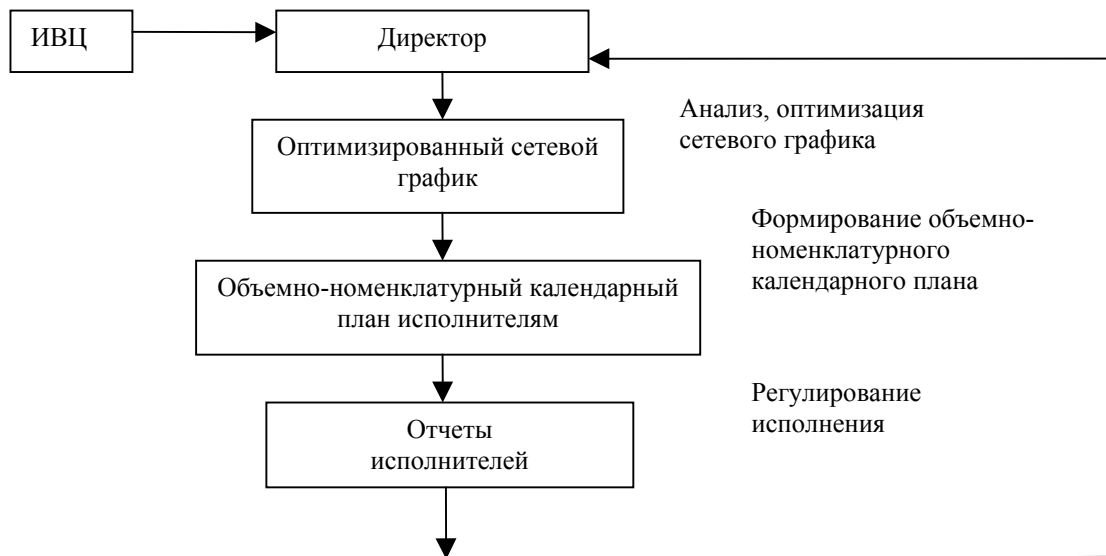 ИВЦ
Директор
Анализ, оптимизация
сетевого графика
Оптимизированный сетевой
график
Формирование объемно-
номенклатурного
календарного плана
Объемно-номенклатурный календарный
план исполнителям
Регулирование
исполнения
Отчеты
исполнителей